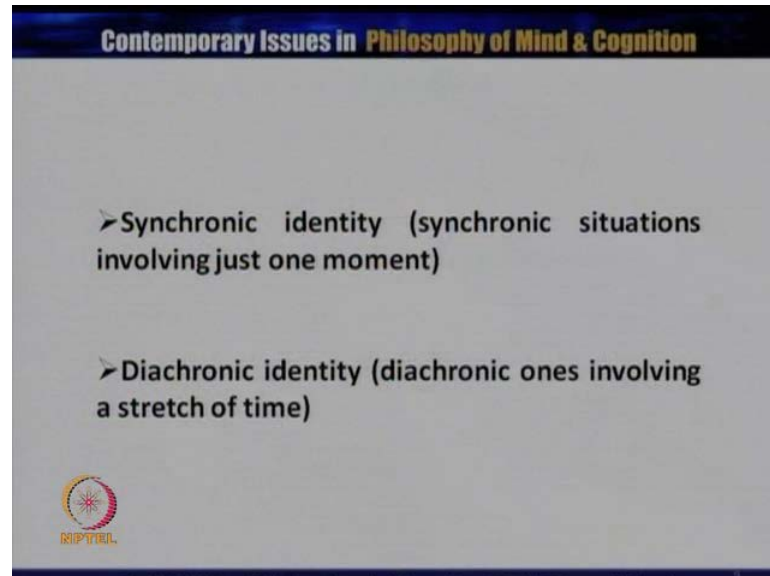 Contemporary Issues in Philosophy of Mind & Cognition
➢Synchronic identity (synchronic situations
involving just one moment)
➢Diachronic identity (diachronic ones involving
a stretch of time)
NPTEL